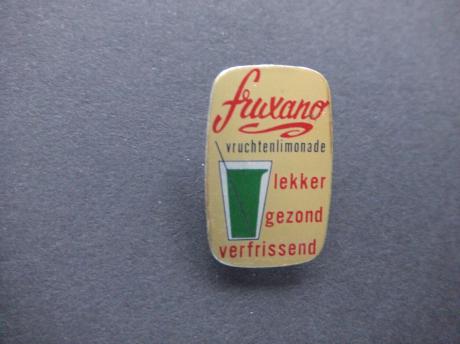 fruxano
vruchtenlimonade
lekker
gezond
verfrissend